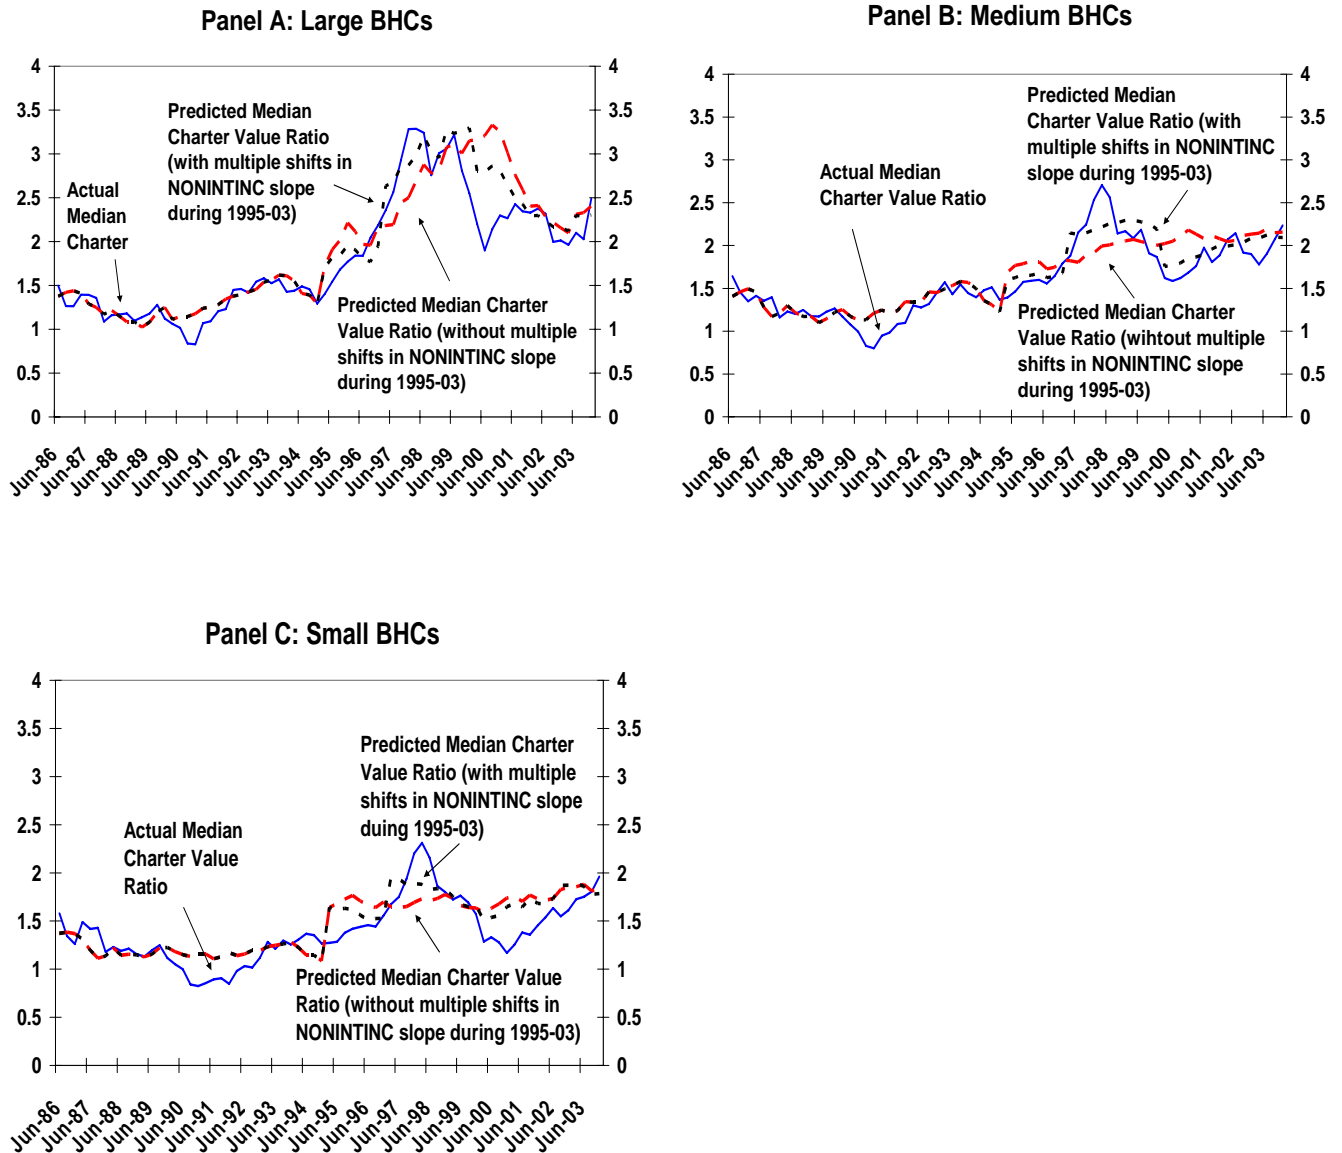 Panel A: Large BHCs
4
3.5
3
2.5
2
1.5
1
0.5
0
4
3.5
3
2.5
2
1.5
1
0.5
0
Predicted Median
Charter Value Ratio
(with multiple shifts in
NONINTINC slope
during 1995-03)
Actual
Median
Charter
Predicted Median Charter
Value Ratio (without multiple
shifts in NONINTINC slope
during 1995-03)
Jun-86
Jun-87
Jun-88
Jun-89
Jun-90
Jun-91
Jun-92
Jun-93
Jun-94
Jun-95
Jun-96
Jun-97
Jun-98
Jun-99
Jun-00
Jun-01
Jun-02
Jun-03
Panel B: Medium BHCs
4
3.5
3
2.5
2
1.5
1
0.5
0
4
3.5
3
2.5
2
1.5
1
0.5
0
Predicted Median
Charter Value Ratio (with
multiple shifts in NONINTINC
slope during 1995-03)
Actual Median
Charter Value Ratio
Predicted Median Charter
Value Ratio (wihtout multiple
shifts in NONINTINC slope
during 1995-03)
Jun-86
Jun-87
Jun-88
Jun-89
Jun-90
Jun-91
Jun-92
Jun-93
Jun-94
Jun-95
Jun-96
Jun-97
Jun-98
Jun-99
Jun-00
Jun-01
Jun-02
Jun-03
Panel C: Small BHCs
4
3.5
3
2.5
2
1.5
1
0.5
0
4
3.5
3
2.5
2
1.5
1
0.5
0
Predicted Median Charter
Value Ratio (with multiple
shifts in NONINTINC slope
duing 1995-03)
Actual Median
Charter Value
Ratio
Predicted Median Charter Value
Ratio (without multiple shifts in
NONINTINC slope during 1995-03)
Jun-86
Jun-87
Jun-88
Jun-89
Jun-90
Jun-91
Jun-92
Jun-93
Jun-94
Jun-95
Jun-96
Jun-97
Jun-98
Jun-99
Jun-00
Jun-01
Jun-02
Jun-03